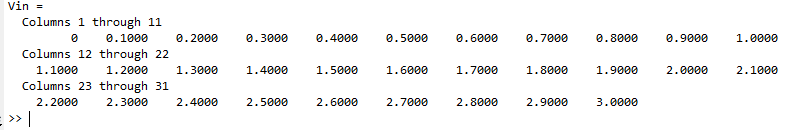 Vin =
Columns 1 through 11
0 0.1000 0.2000 0.3000 0.4000 0.5000 0.6000 0.7000 0.8000 0.9000 1.0000
Columns 12 through 22
1.1000 1.2000 1.3000 1.4000 1.5000 1.6000 1.7000 1.8000 1.9000 2.0000 2.1000
Columns 23 through 31
2.2000 2.3000 2.4000 2.5000 2.6000 2.7000 2.8000 2.9000 3.0000
>>